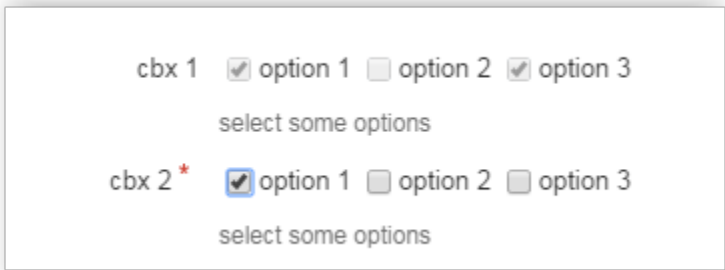 cbx 1 option 1 option 2 option 3
select some options
cbx 2 * option 1 option 2 option 3
select some options